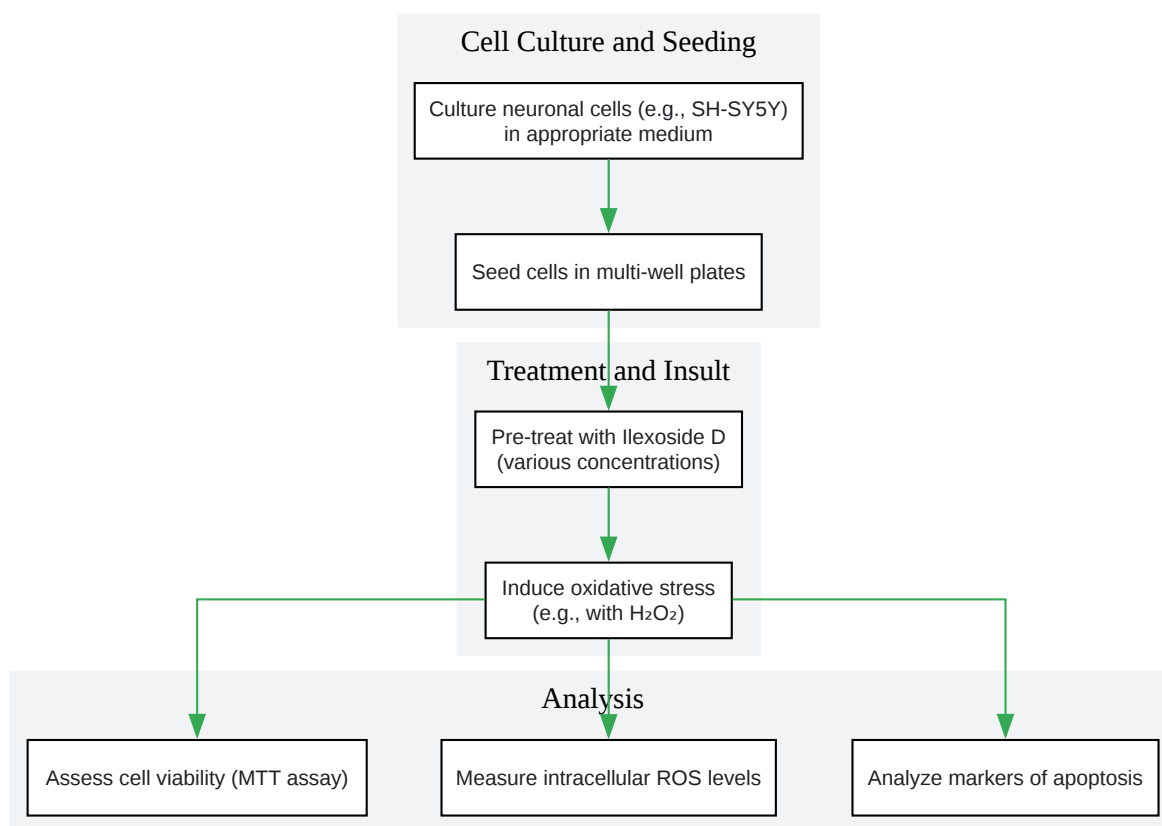 Cell Culture and Seeding
Culture neuronal cells (e.g., SH-SY5Y)
in appropriate medium
Seed cells in multi-well plates
Treatment and Insult
Pre-treat with Ilexoside D
(various concentrations)
Induce oxidative stress
(e.g., with H₂O₂)
Analysis
Assess cell viability (MTT assay)
Measure intracellular ROS levels
Analyze markers of apoptosis